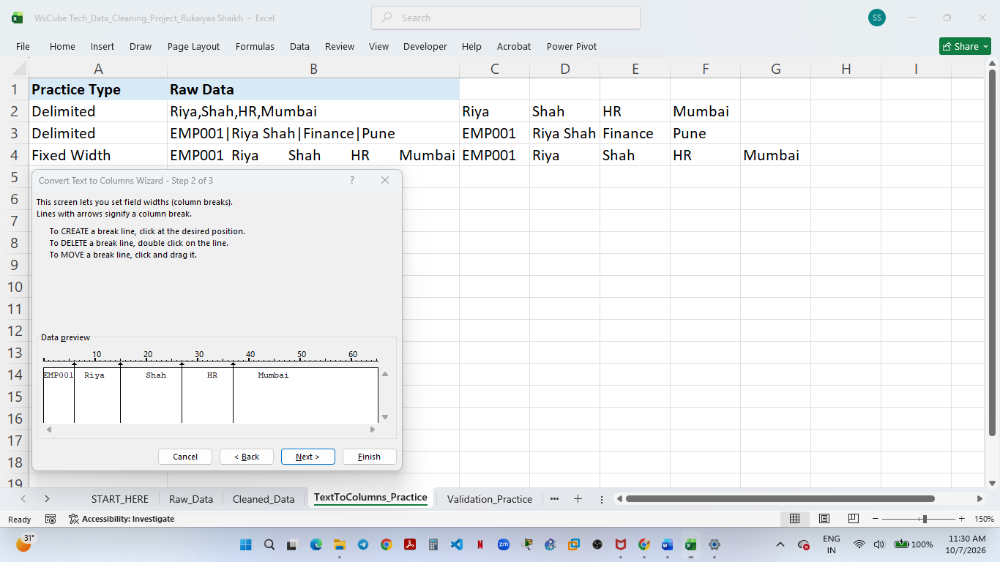 WsCube Tech_Data_Cleaning_Project_Rukaiyaa Shaikh - Excel
Search
SS
File Home Insert Draw Page Layout Formulas Data Review View Developer Help Acrobat Power Pivot
Share
A B C D E F G H I
1 Practice Type Raw Data
2 Delimited Riya,Shah,HR,Mumbai Riya Shah HR Mumbai
3 Delimited EMP001|Riya Shah|Finance|Pune EMP001 Riya Shah Finance Pune
4 Fixed Width EMP001 Riya Shah HR Mumbai EMP001 Riya Shah HR Mumbai
5
6
7
8
9
10
11
12
13
14
15
16
17
18
19
Convert Text to Columns Wizard - Step 2 of 3 ?
This screen lets you set field widths (column breaks).
Lines with arrows signify a column break.
To CREATE a break line, click at the desired position.
To DELETE a break line, double click on the line.
To MOVE a break line, click and drag it.
Data preview
10 20 30 40 50 60
EMP001 Riya Shah HR Mumbai
Cancel < Back Next > Finish
START_HERE Raw_Data Cleaned_Data TextToColumns_Practice Validation_Practice
Ready Accessibility: Investigate 150%
31°
zm
N
100%
ENG
IN
11:30 AM
10/7/2026